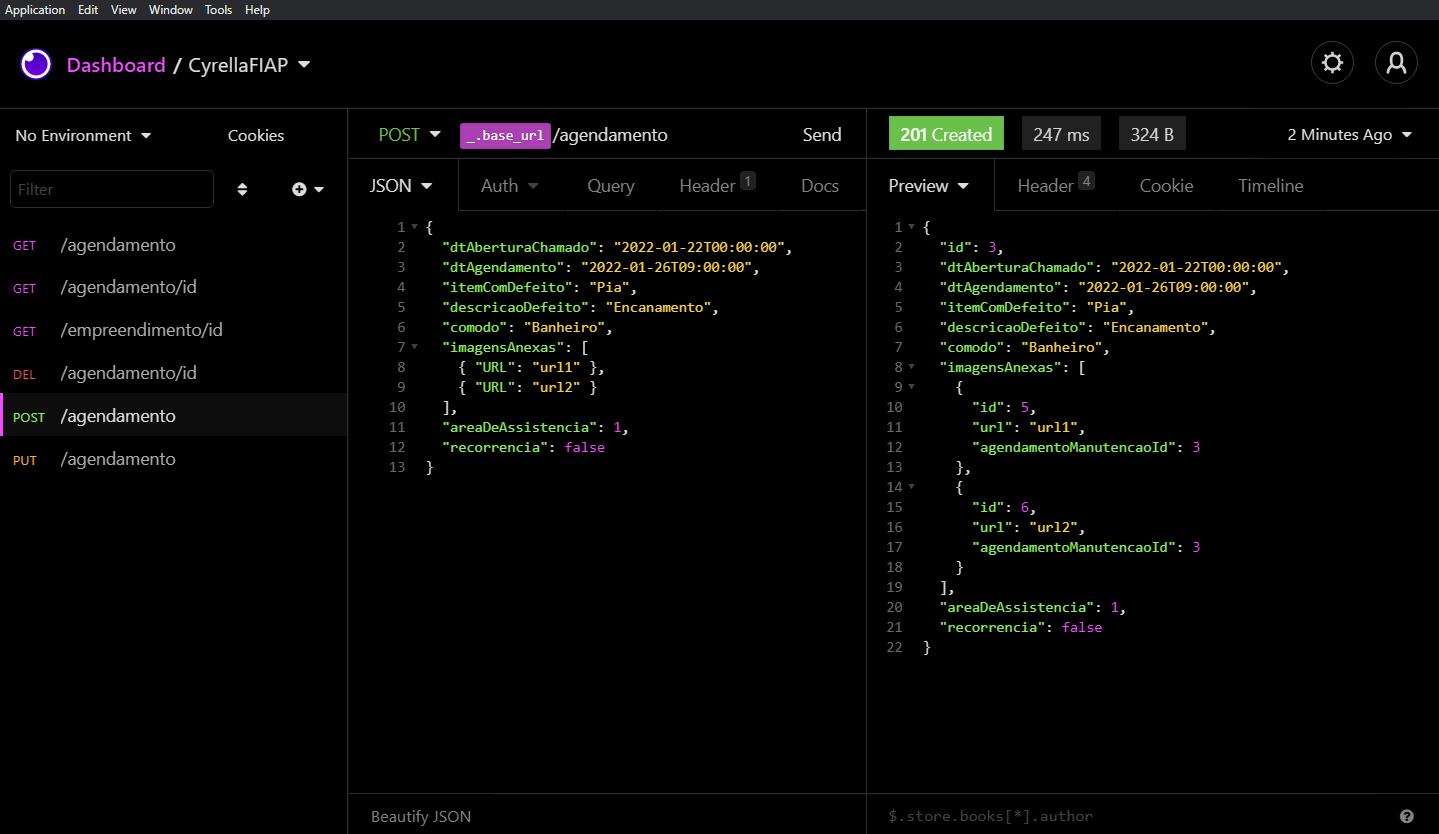 Application Edit View Window Tools Help
Dashboard / CyrellaFIAP
No Environment Cookies
Filter
GET /agendamento
GET /agendamento/id
GET /empreendimento/id
DEL /agendamento/id
POST /agendamento
PUT /agendamento
POST _.base_url/agendamento Send
JSON Auth Query Header 1 Docs
1 {
2 "dtAberturaChamado": "2022-01-22T00:00:00",
3 "dtAgendamento": "2022-01-26T09:00:00",
4 "itemComDefeito": "Pia",
5 "descricaoDefeito": "Encanamento",
6 "comodo": "Banheiro",
7 "imagensAnexas": [
8 { "URL": "url1" },
9 { "URL": "url2" }
10 ],
11 "areaDeAssistencia": 1,
12 "recorrencia": false
13 }
Beautify JSON
201 Created 247 ms 324 B 2 Minutes Ago
Preview Header 4 Cookie Timeline
1 {
2 "id": 3,
3 "dtAberturaChamado": "2022-01-22T00:00:00",
4 "dtAgendamento": "2022-01-26T09:00:00",
5 "itemComDefeito": "Pia",
6 "descricaoDefeito": "Encanamento",
7 "comodo": "Banheiro",
8 "imagensAnexas": [
9 {
10 "id": 5,
11 "url": "url1",
12 "agendamentoManutencaoId": 3
13 },
14 {
15 "id": 6,
16 "url": "url2",
17 "agendamentoManutencaoId": 3
18 }
19 ],
20 "areaDeAssistencia": 1,
21 "recorrencia": false
22 }
$.store.books[*].author ?